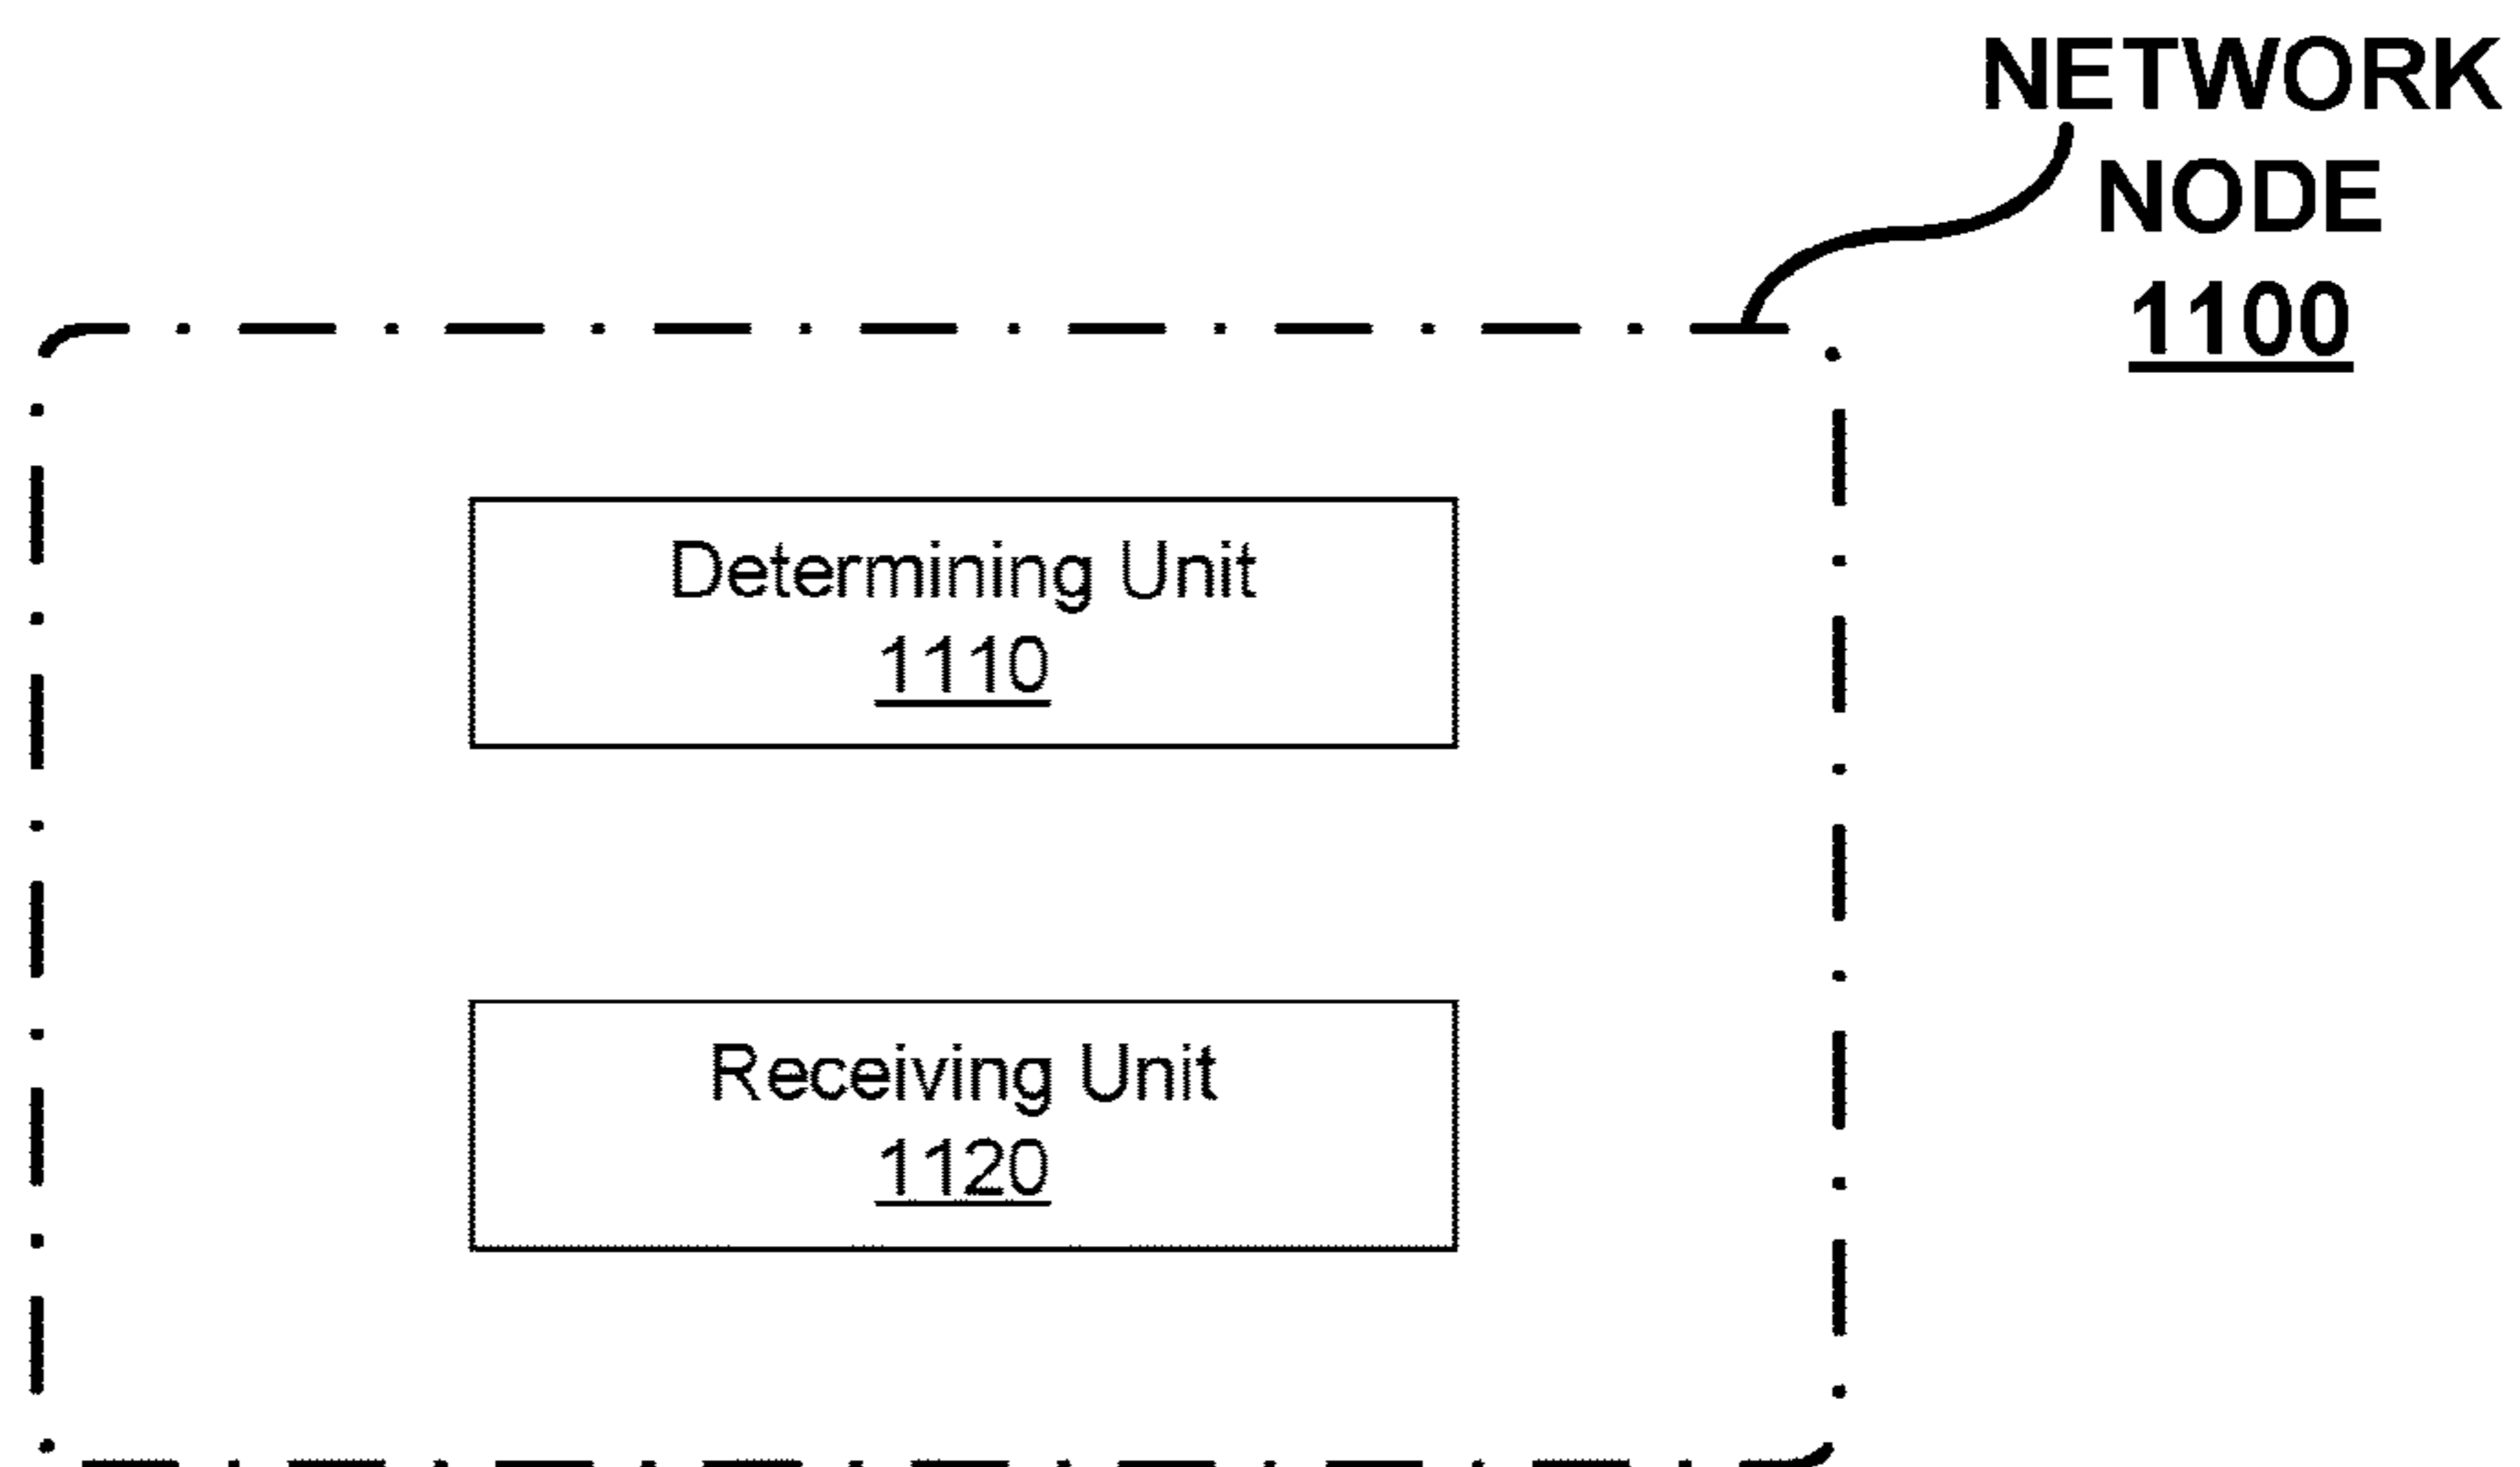 NETWORK
NODE
1100
Determining Unit
1110
Receiving Unit
1120